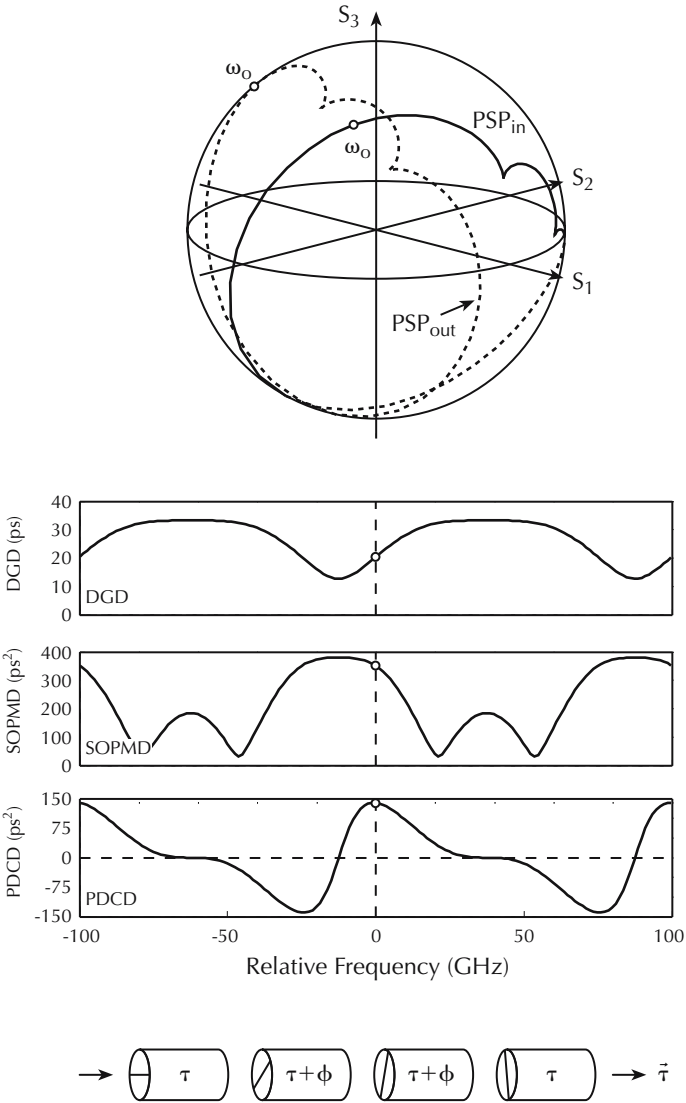 S3
ωo
PSPin
ωo
S2
S1
PSPout
40
30
20
10
0
DGD (ps)
DGD
400
300
200
100
0
SOPMD (ps²)
SOPMD
150
75
0
-75
-150
PDCD (ps²)
PDCD
-100 -50 0 50 100
Relative Frequency (GHz)
τ τ+ϕ τ+ϕ τ τ⃗